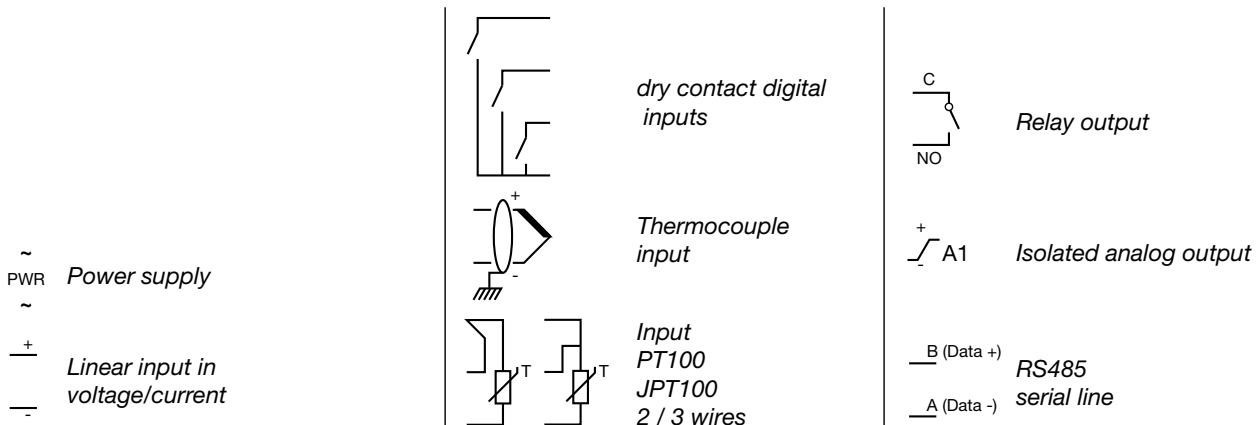 ~
PWR
~
Power supply
+
-
Linear input in
voltage/current
dry contact digital
inputs
+
-
Thermocouple
input
T
T
Input
PT100
JPT100
2 / 3 wires
C
NO
Relay output
+
-
A1
Isolated analog output
B (Data +)
A (Data -)
RS485
serial line